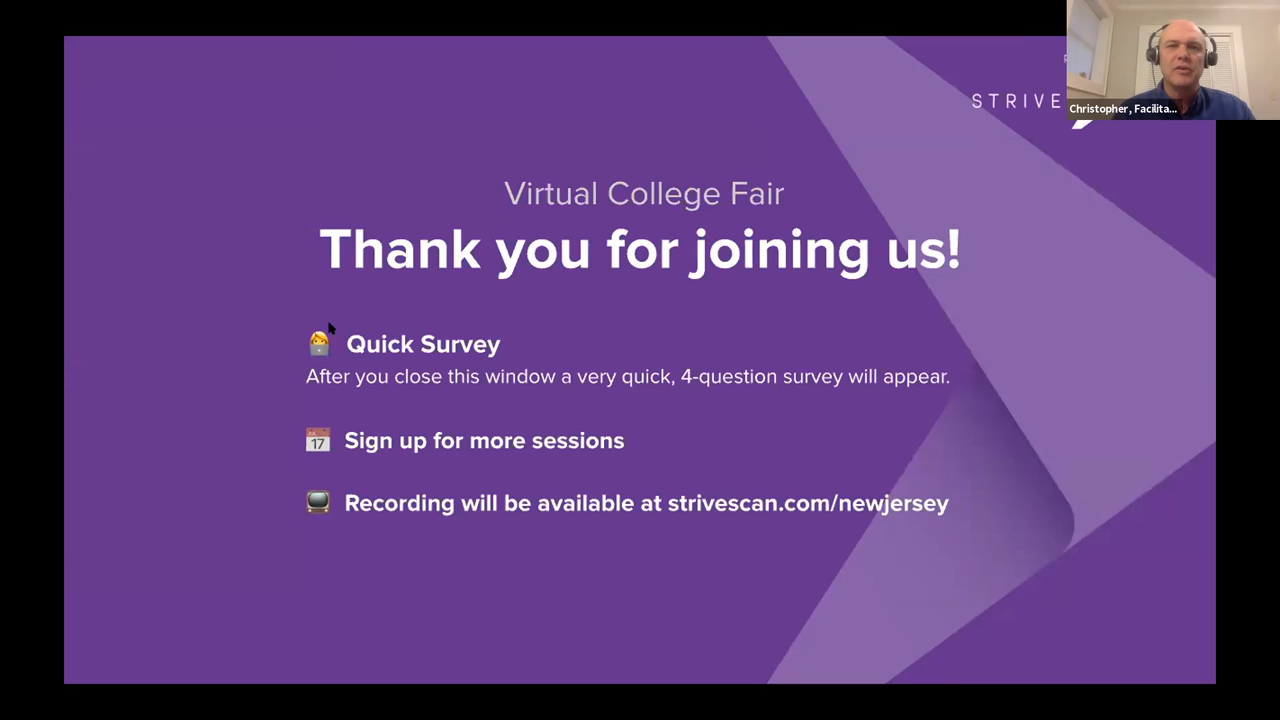 STRIVE
Christopher, Facilita...
Virtual College Fair
Thank you for joining us!
Quick Survey
After you close this window a very quick, 4-question survey will appear.
17
Sign up for more sessions
Recording will be available at strivescan.com/newjersey